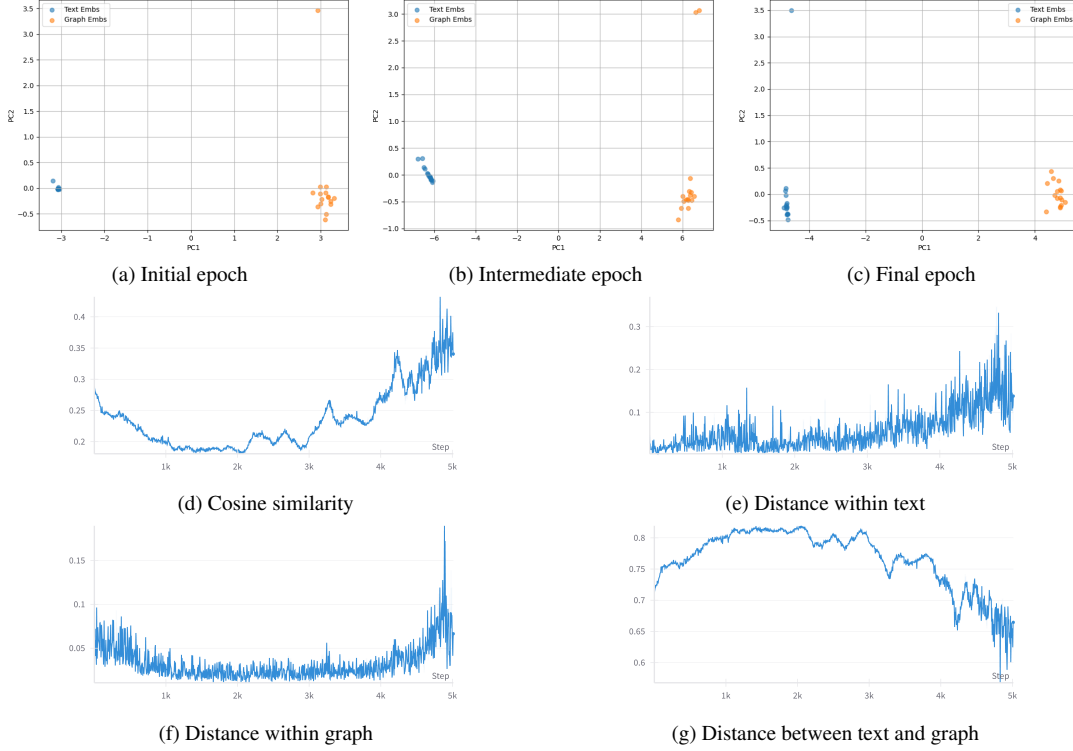 3.5
3.0
2.5
2.0
1.5
1.0
0.5
0.0
−0.5
PC2
−3
−2
−1
0
1
2
3
PC1
Text Embs
Graph Embs
(a) Initial epoch
3.5
3.0
2.5
2.0
1.5
1.0
0.5
0.0
−0.5
−1.0
PC2
−6
−4
−2
0
2
4
6
PC1
Text Embs
Graph Embs
(b) Intermediate epoch
3.5
3.0
2.5
2.0
1.5
1.0
0.5
0.0
−0.5
PC2
−4
−2
0
2
4
PC1
Text Embs
Graph Embs
(c) Final epoch
0.4
0.35
0.3
0.25
0.2
Step
1k
2k
3k
4k
5k
(d) Cosine similarity
0.3
0.2
0.1
Step
1k
2k
3k
4k
5k
(e) Distance within text
0.15
0.1
0.05
Step
1k
2k
3k
4k
5k
(f) Distance within graph
0.8
0.75
0.7
0.65
0.6
Step
1k
2k
3k
4k
5k
(g) Distance between text and graph